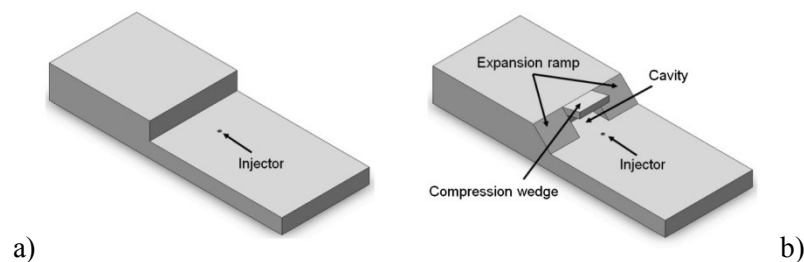 Injector
a)
Expansion ramp
Cavity
Injector
Compression wedge
b)